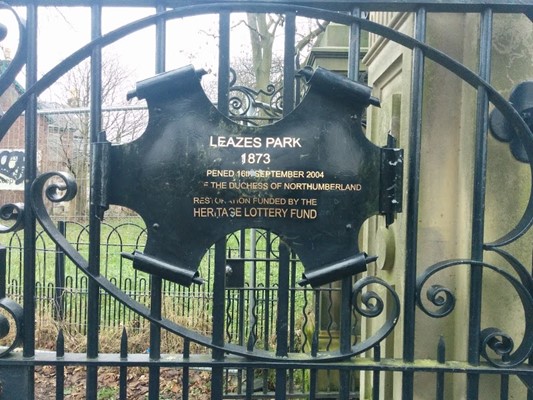 LEAZES PARK
1873
PENED 16TH SEPTEMBER 2004
THE DUCHESS OF NORTHUMBERLAND
RESTORATION FUNDED BY THE
HERITAGE LOTTERY FUND